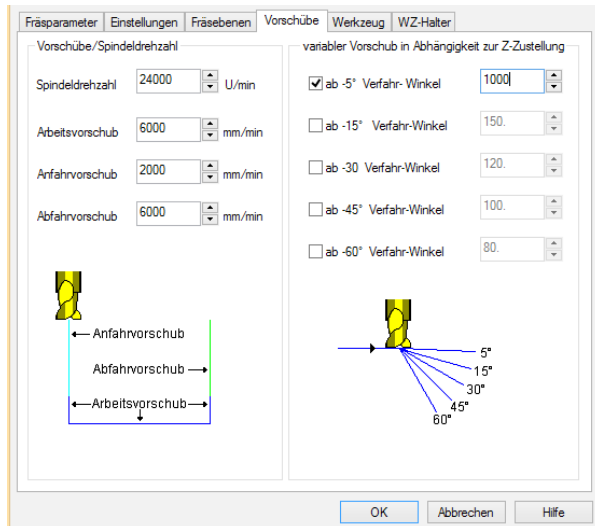 Fräsparameter Einstellungen Fräsebenen Vorschübe Werkzeug WZ-Halter
Vorschübe/Spindeldrehzahl
Spindeldrehzahl 24000 U/min
Arbeitsvorschub 6000 mm/min
Anfahrvorschub 2000 mm/min
Abfahrvorschub 6000 mm/min
Anfahrvorschub
Abfahrvorschub
Arbeitsvorschub
variabler Vorschub in Abhängigkeit zur Z-Zustellung
ab -5° Verfahr- Winkel 1000
ab -15° Verfahr-Winkel 150.
ab -30 Verfahr-Winkel 120.
ab -45° Verfahr-Winkel 100.
ab -60° Verfahr-Winkel 80.
5°
15°
30°
45°
60°
OK Abbrechen Hilfe